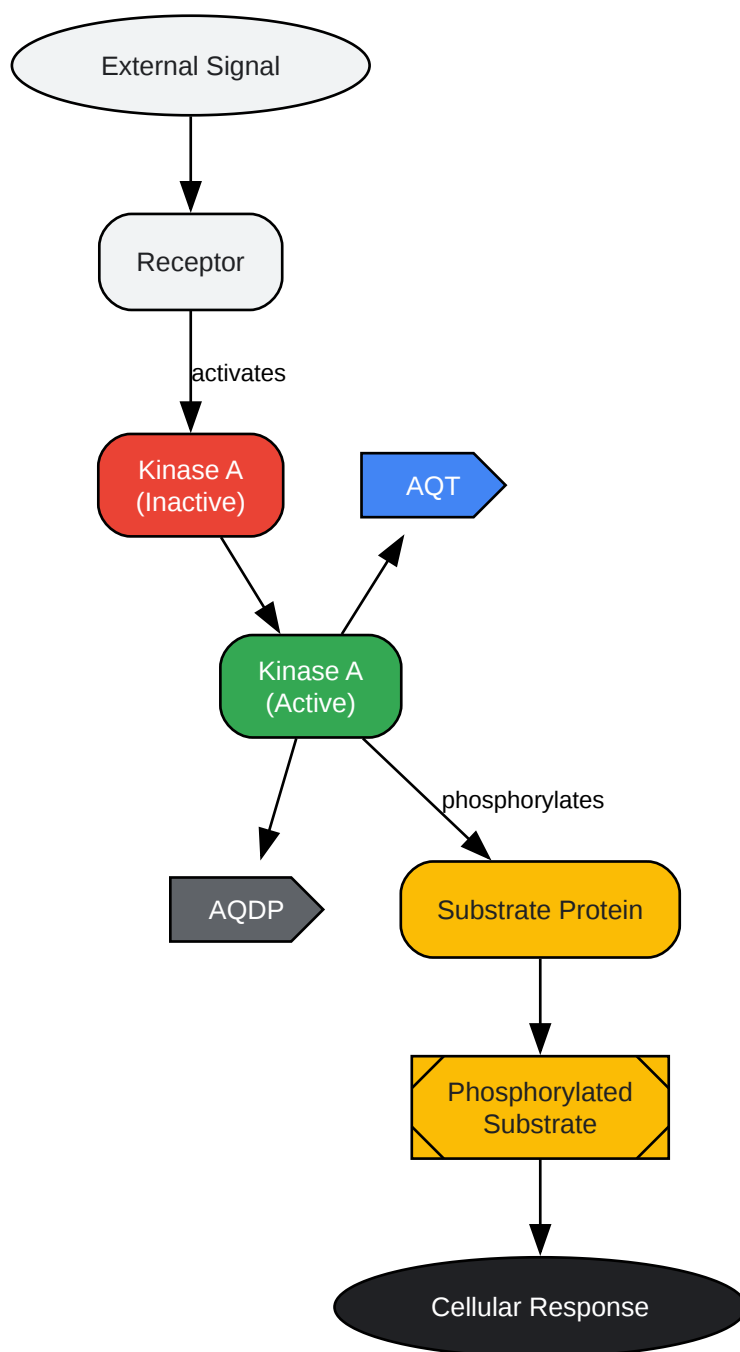 External Signal
Receptor
activates
Kinase A
(Inactive)
AQT
Kinase A
(Active)
phosphorylates
AQDP
Substrate Protein
Phosphorylated
Substrate
Cellular Response